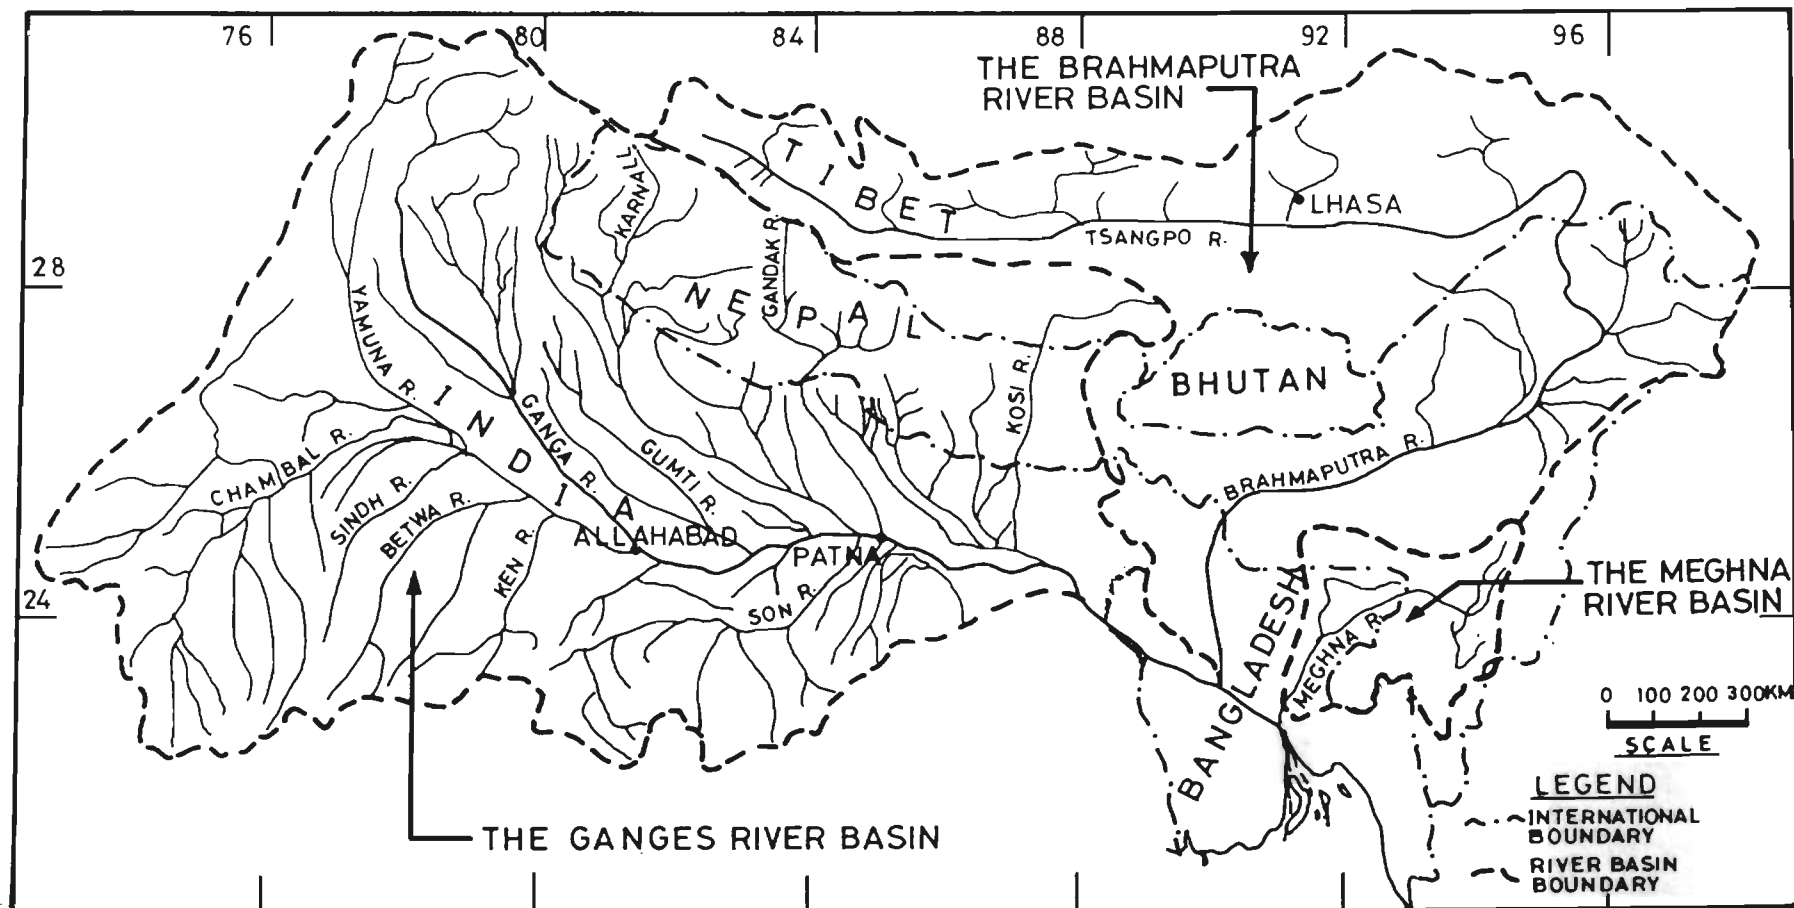 76
80
84
88
92
96
THE BRAHMAPUTRA
RIVER BASIN
TIBET
LHASA
TSANGPO R.
KARNALI
GANDAK R.
28
NEPAL
YAMUNA R.
INDIA
BHUTAN
KOSI R.
GANGA R.
GUMTI R.
CHAMBAL R.
SINDH R.
BETWA R.
KEN R.
BRAHMAPUTRA R.
ALLAHABAD
PATNA
SON R.
24
BANGLADESH
MEGHNA R.
THE MEGHNA
RIVER BASIN
0 100 200 300KM
SCALE
THE GANGES RIVER BASIN
LEGEND
INTERNATIONAL
BOUNDARY
RIVER BASIN
BOUNDARY